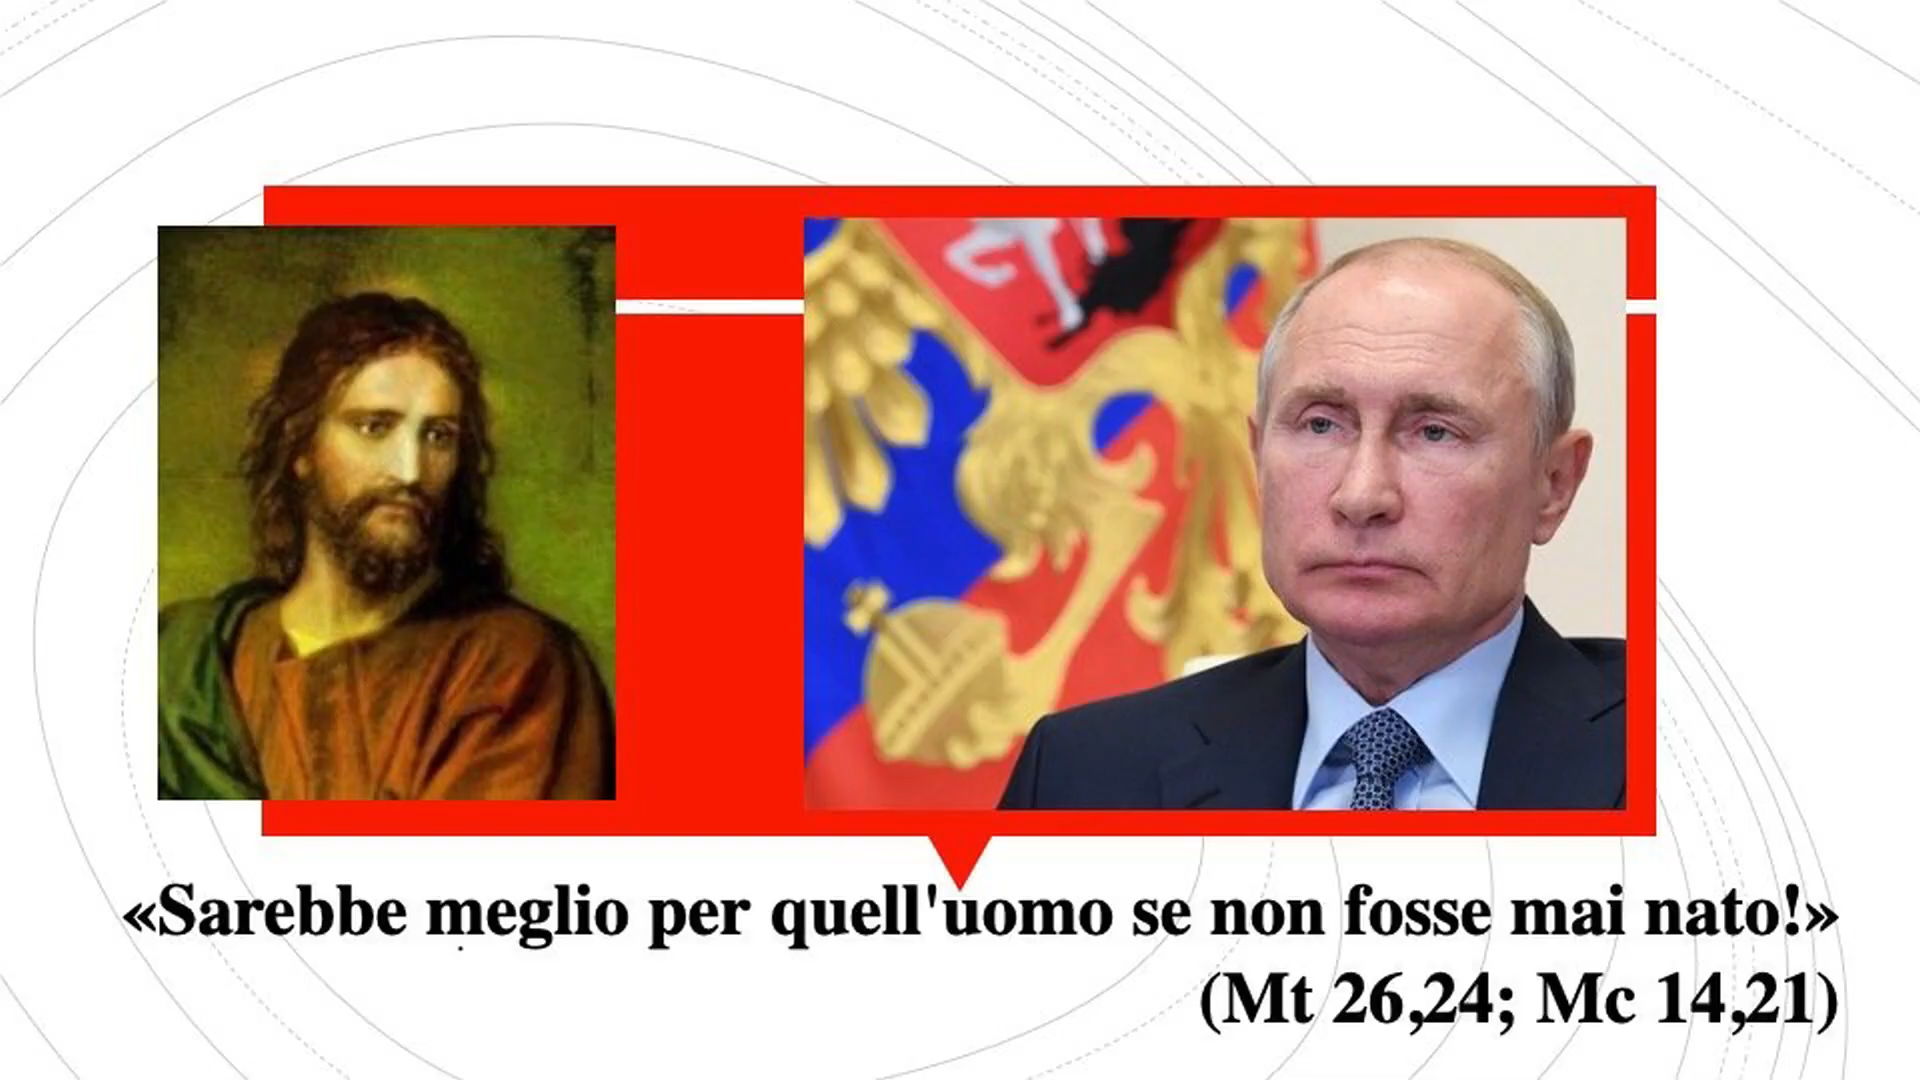 «Sarebbe meglio per quell'uomo se non fosse mai nato!»
(Mt 26,24; Mc 14,21)